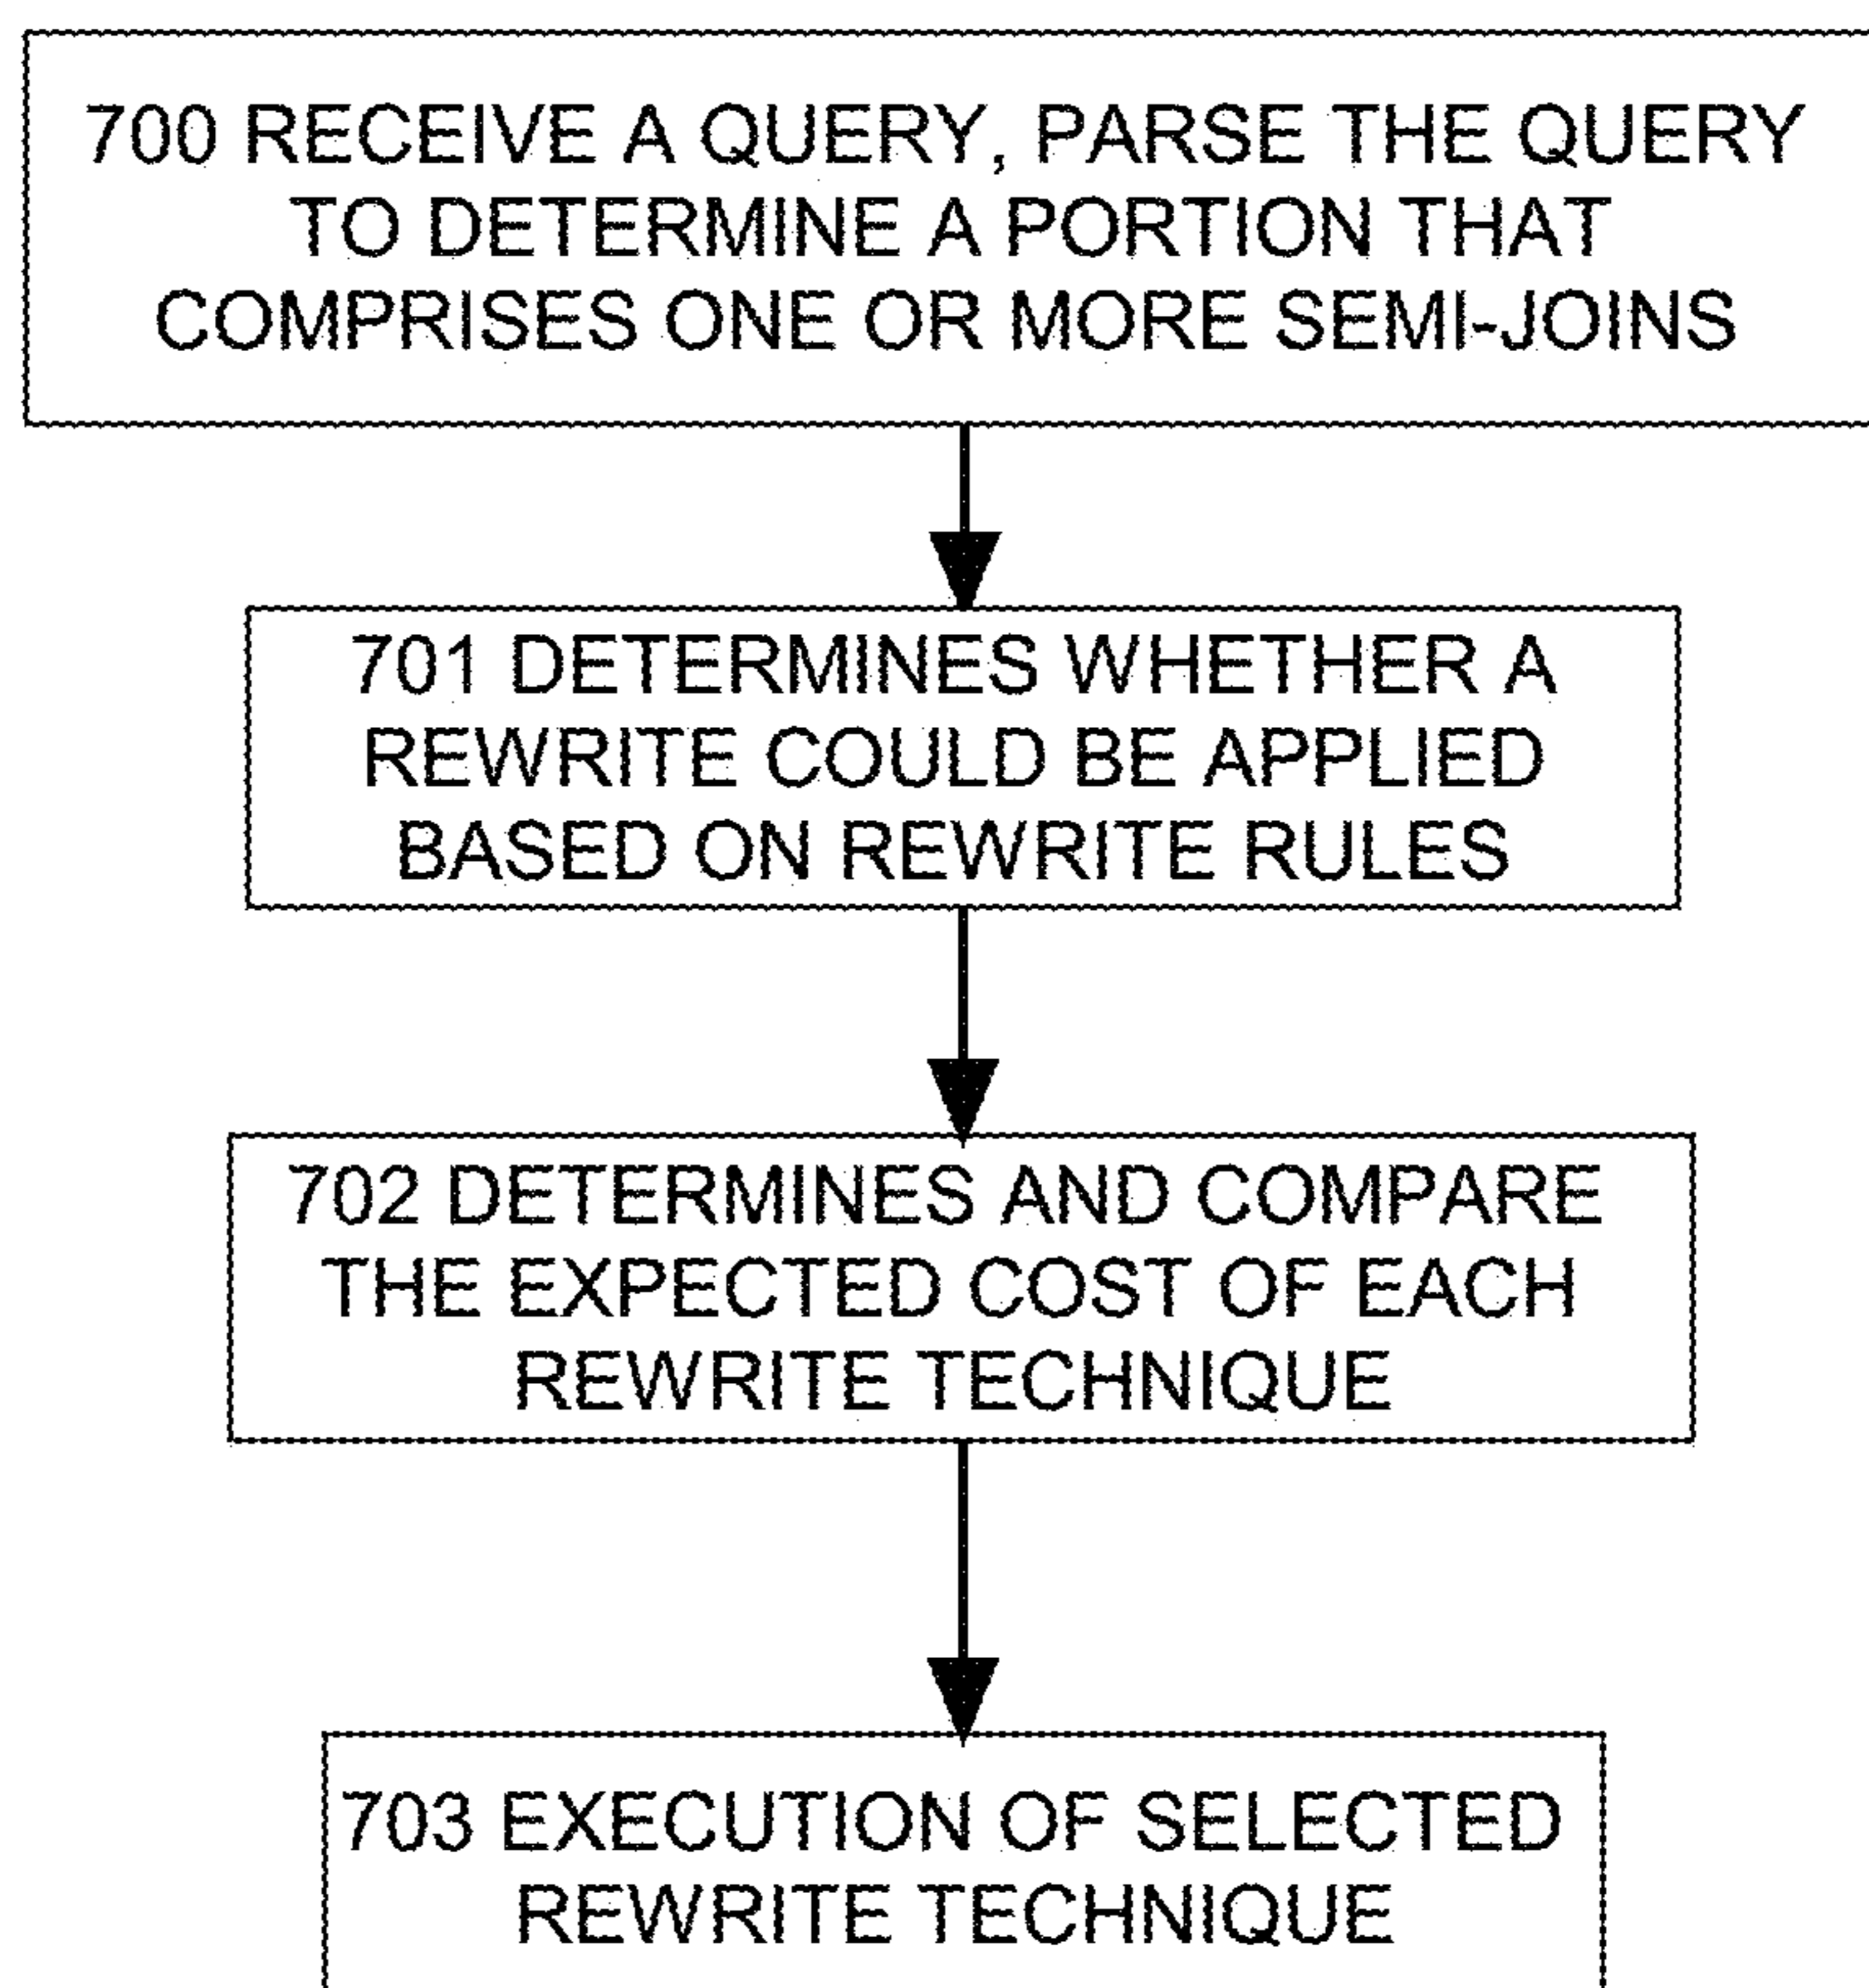 700 RECEIVE A QUERY, PARSE THE QUERY
TO DETERMINE A PORTION THAT
COMPRISES ONE OR MORE SEMI-JOINS
701 DETERMINES WHETHER A
REWRITE COULD BE APPLIED
BASED ON REWRITE RULES
702 DETERMINES AND COMPARE
THE EXPECTED COST OF EACH
REWRITE TECHNIQUE
703 EXECUTION OF SELECTED
REWRITE TECHNIQUE